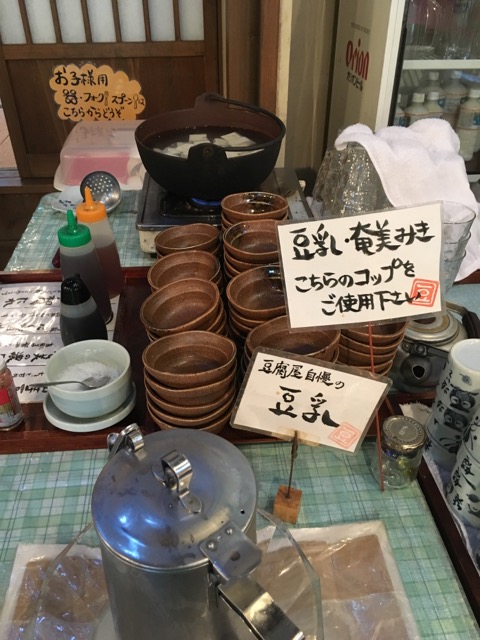 お子様用
器・フォーク・スプーンは
こちらからどうぞ
Orion
豆乳・奄美みき
こちらのコップを
ご使用下さい
豆
豆腐屋自慢の
豆乳